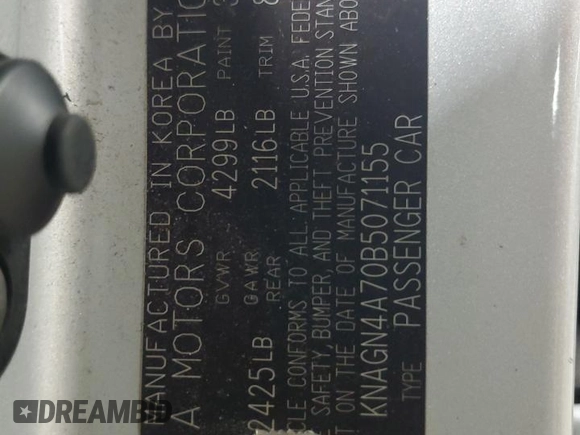 MANUFACTURED IN KOREA BY
A MOTORS CORPORATIO
GVWR 4299LB PAINT 3
GAWR
2425LB REAR 2116LB TRIM
CLE CONFORMS TO ALL APPLICABLE U.S.A. FEDE
SAFETY, BUMPER, AND THEFT PREVENTION STAN
T ON THE DATE OF MANUFACTURE SHOWN ABO
KNAGN4A70B5071155
TYPE PASSENGER CAR
DREAMBID